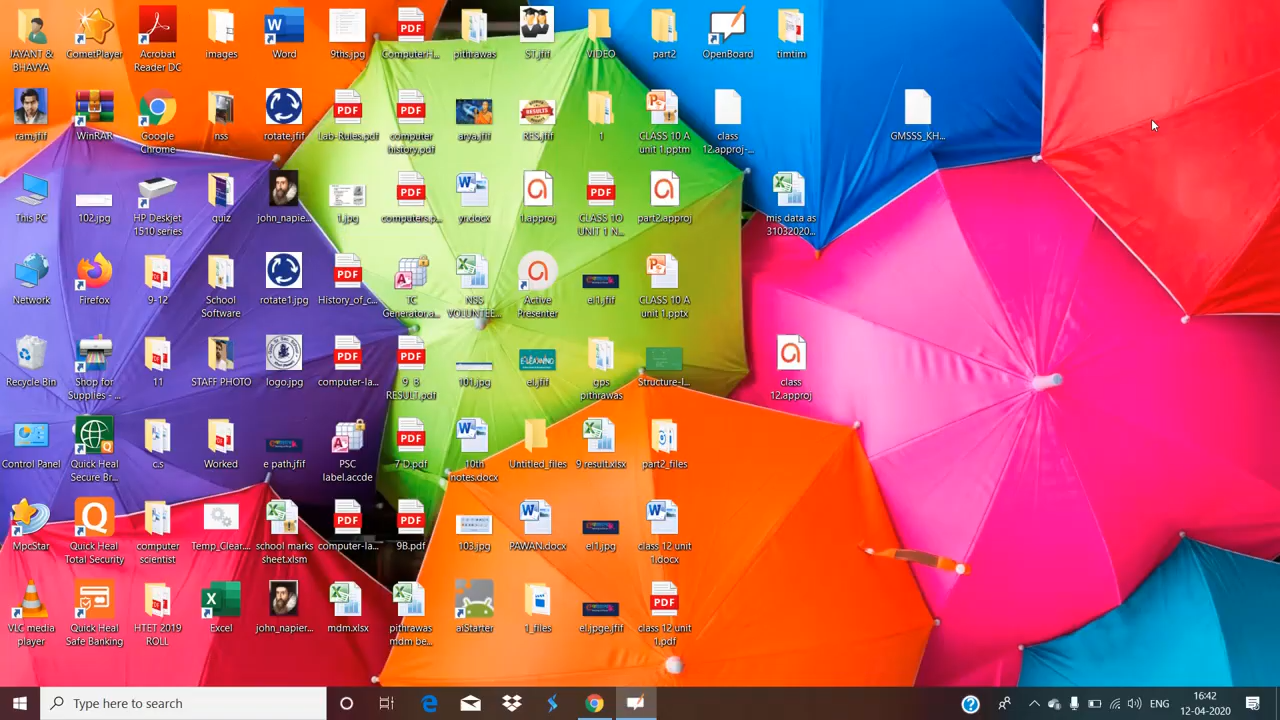 JAYANT &
BHAVYA
CometPlayer
Acrobat
Reader DC
images
Word
9ths.jpg
ComputerH...
pithrawas
ST.jfif
VIDEO
part2
OpenBoard
timtim
ram.jfif
WinRAR
Google
Chrome
nss
rotate.jfif
Lab-Rules.pdf
computer
history.pdf
arya.jfif
RES.jfif
1
CLASS 10 A
unit 1.pptm
class
12.approj-...
GMSSS_KH...
This PC
102.jpg
HP Deskjet
1510 series
quiz
john_napie...
1.jpg
computers.p...
yr.docx
1.approj
CLASS 1O
UNIT 1 N...
part2.approj
mis data as
31032020...
Network
Firefox
9-12
School
Software
rotate1.jpg
History_of_c...
TC
Generator.a...
NSS
VOLUNTEE...
Active
Presenter
el1.jfif
CLASS 10 A
unit 1.pptx
Recycle Bin
Shop for
Supplies - ...
11
STAFF PHOTO
logo.jpg
computer-la...
9 B
RESULT.pdf
101.jpg
el.jfif
gps
pithrawas
Structure-I...
class
12.approj
Control Panel
Quick Heal
Secure Br...
c.s
Worked
e path.jfif
PSC
label.accde
7 D.pdf
10th
notes.docx
Untitled_files
9 result.xlsx
part2_files
MpcStar
Quick Heal
Total Security
computer
scientist
Temp_Clear....
school marks
sheet.xlsm
computer-la...
9B.pdf
103.jpg
PAWAN.docx
el1.jpg
class 12 unit
1.docx
VLC media
player
Quick Heal
Safe Banking
HTET 2019
ROLL
Excel
john_napier...
mdm.xlsx
pithrawas
mdm be...
aiStarter
1_files
el.jpge.jfif
class 12 unit
1.pdf
Type here to search
ENG
16:42
12-04-2020